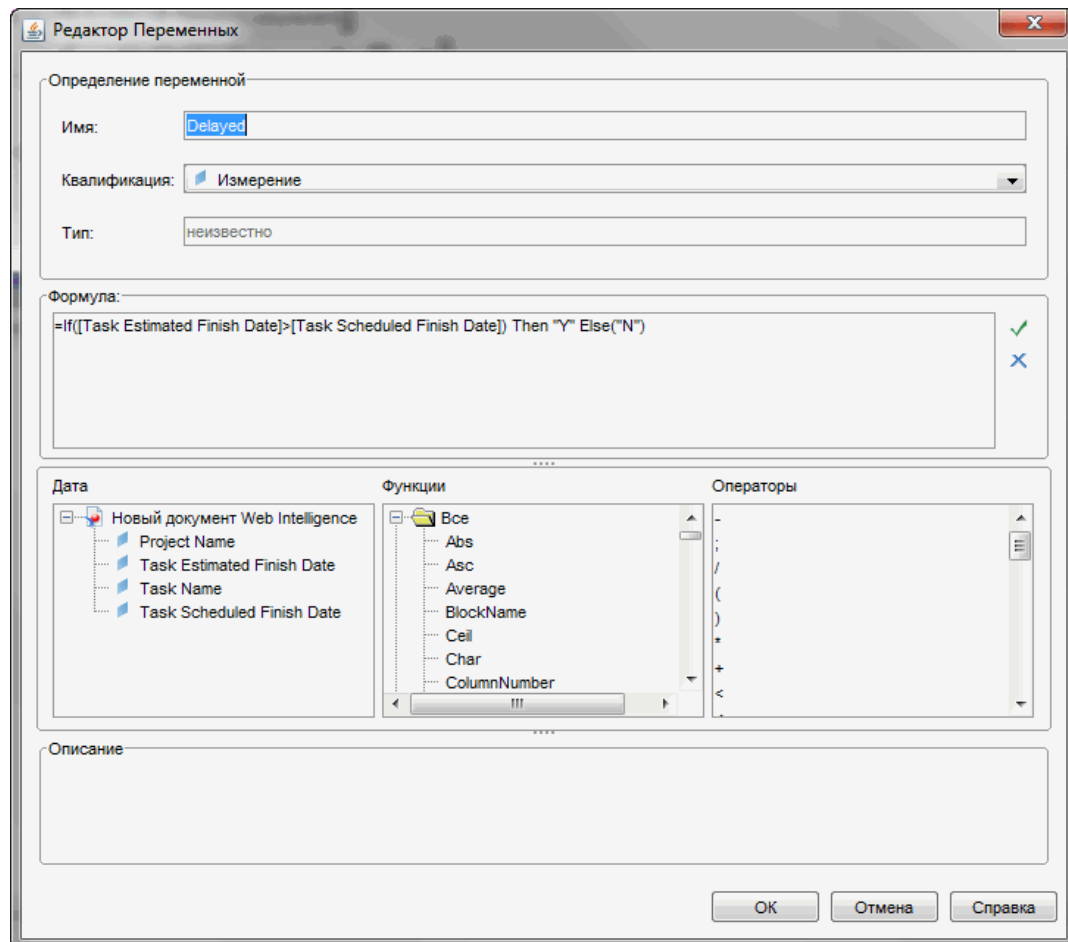 Редактор Переменных
Определение переменной
Имя: Delayed
Квалификация: Измерение
Тип: неизвестно
Формула:
=If([Task Estimated Finish Date]>[Task Scheduled Finish Date]) Then "Y" Else("N")
Дата
Новый документ Web Intelligence
Project Name
Task Estimated Finish Date
Task Name
Task Scheduled Finish Date
Функции
Все
Abs
Asc
Average
BlockName
Ceil
Char
ColumnNumber
Операторы
-
;
/
(
)
*
+
<
Описание
ОК Отмена Справка